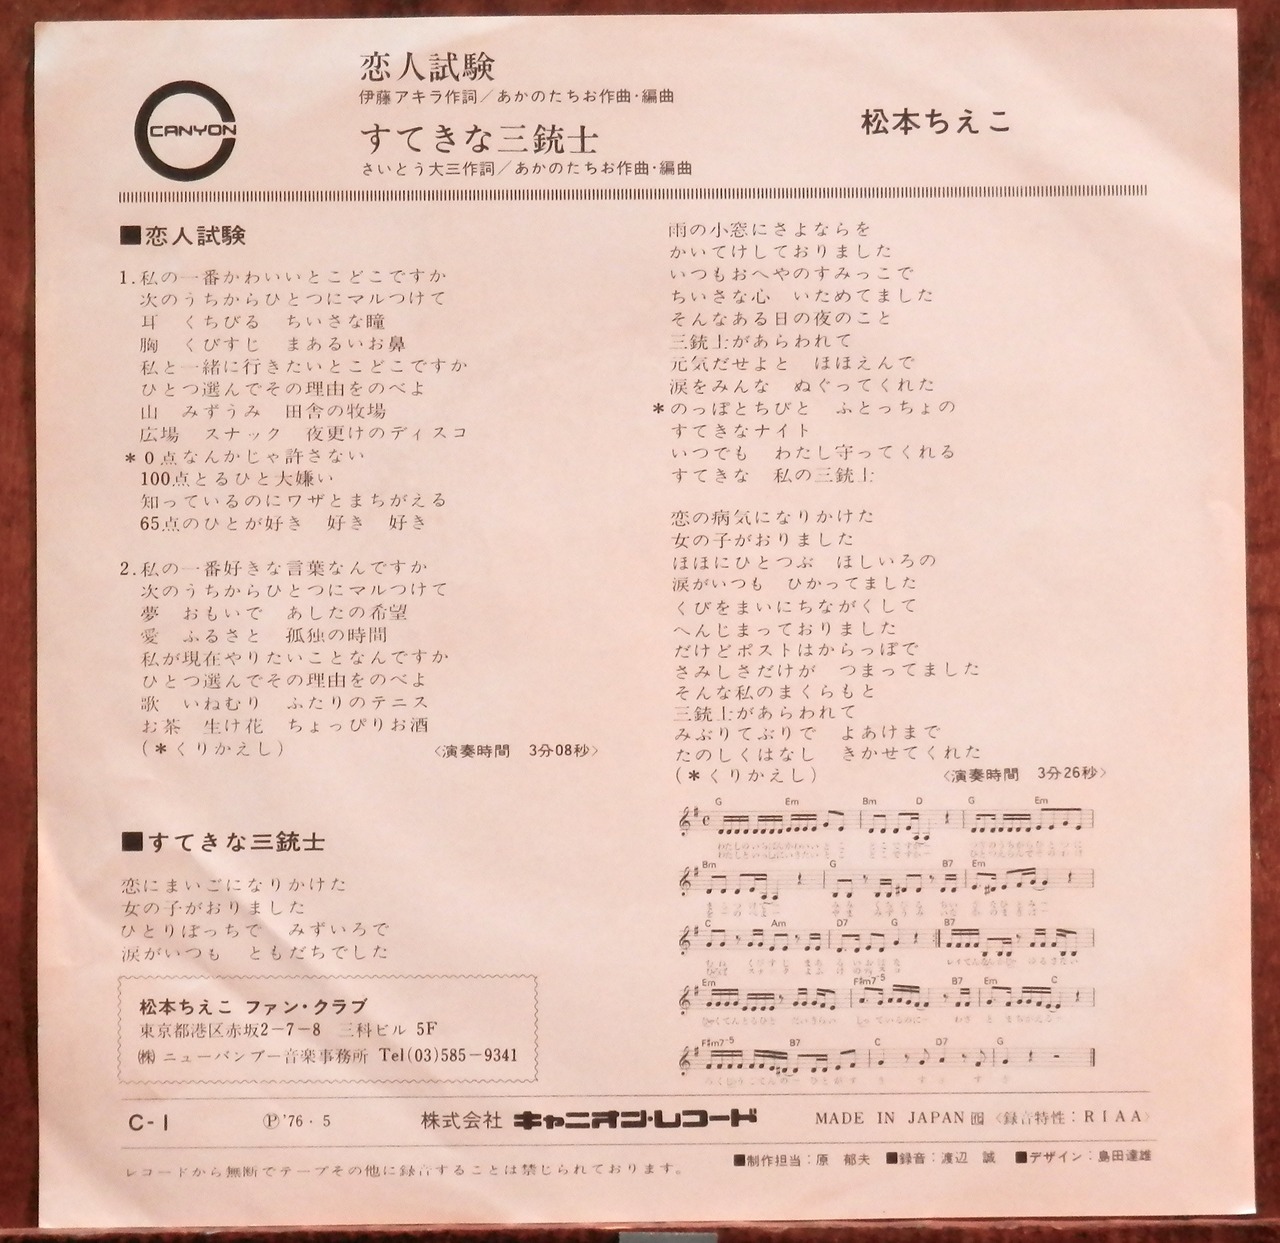 CANYON
恋人試験
伊藤アキラ作詞/あかのたちお作曲・編曲
すてきな三銃士
さいとう大三作詞/あかのたちお作曲・編曲
松本ちえこ
■恋人試験
1.私の一番かわいいとこどこですか
次のうちからひとつにマルつけて
耳 くちびる ちいさな瞳
胸 くびすじ まあるいお鼻
私と一緒に行きたいとこどこですか
ひとつ選んでその理由をのべよ
山 みずうみ 田舎の牧場
広場 スナック 夜更けのディスコ
*0点なんかじゃ許さない
100点とるひと大嫌い
知っているのにワザとまちがえる
65点のひとが好き 好き 好き
2.私の一番好きな言葉なんですか
次のうちからひとつにマルつけて
夢 おもいで あしたの希望
愛 ふるさと 孤独の時間
私が現在やりたいことなんですか
ひとつ選んでその理由をのべよ
歌 いねむり ふたりのテニス
お茶 生け花 ちょっぴりお酒
(*くりかえし) 〈演奏時間 3分08秒〉
■すてきな三銃士
恋にまいごになりかけた
女の子がおりました
ひとりぼっちで みずいろで
涙がいつも ともだちでした
雨の小窓にさよならを
かいてけしておりました
いつもおへやのすみっこで
ちいさな心 いためてました
そんなある日の夜のこと
三銃士があらわれて
元気だせよと ほほえんで
涙をみんな ぬぐってくれた
*のっぽとちびと ふとっちょの
すてきなナイト
いつでも わたし守ってくれる
すてきな 私の三銃士
恋の病気になりかけた
女の子がおりました
ほほにひとつぶ ほしいろの
涙がいつも ひかってました
くびをまいにちながくして
へんじまっておりました
だけどポストはからっぽで
さみしさだけが つまってました
そんな私のまくらもと
三銃士があらわれて
みぶりてぶりで よあけまで
たのしくはなし きかせてくれた
(*くりかえし) 〈演奏時間 3分26秒〉
G Em Bm D G Em
Bm G B7 Em
C Am D7 G B7
Em F#m7-5 B7 Em C
F#m7-5 B7 C D7 G
松本ちえこ ファン・クラブ
東京都港区赤坂2-7-8 三科ビル 5F
㈱ ニューバンブー音楽事務所 Tel(03)585-9341
C-I Ⓟ'76・5 株式会社 キャニオン・レコード MADE IN JAPAN 〈録音特性:RIAA〉
レコードから無断でテープその他に録音することは禁じられております。
■制作担当:原 郁夫 ■録音:渡辺 誠 ■デザイン:島田達雄